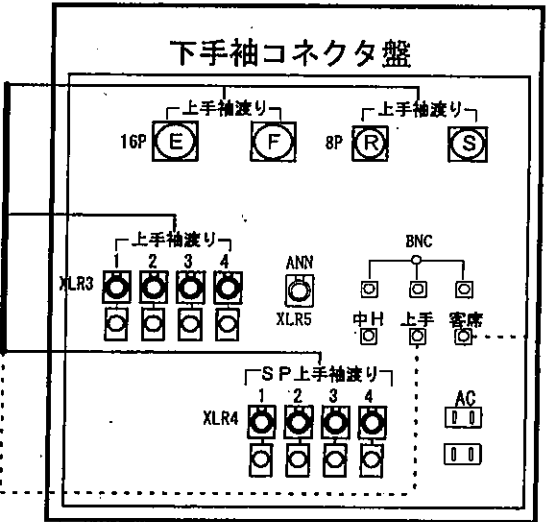 下手袖コネクタ盤
上手袖渡り 上手袖渡り
16P E F 8P R S
上手袖渡り BNC
1 2 3 4 ANN
XLR3
XLR5 中H 上手 客席
SP上手袖渡り
1 2 3 4 AC
XLR4